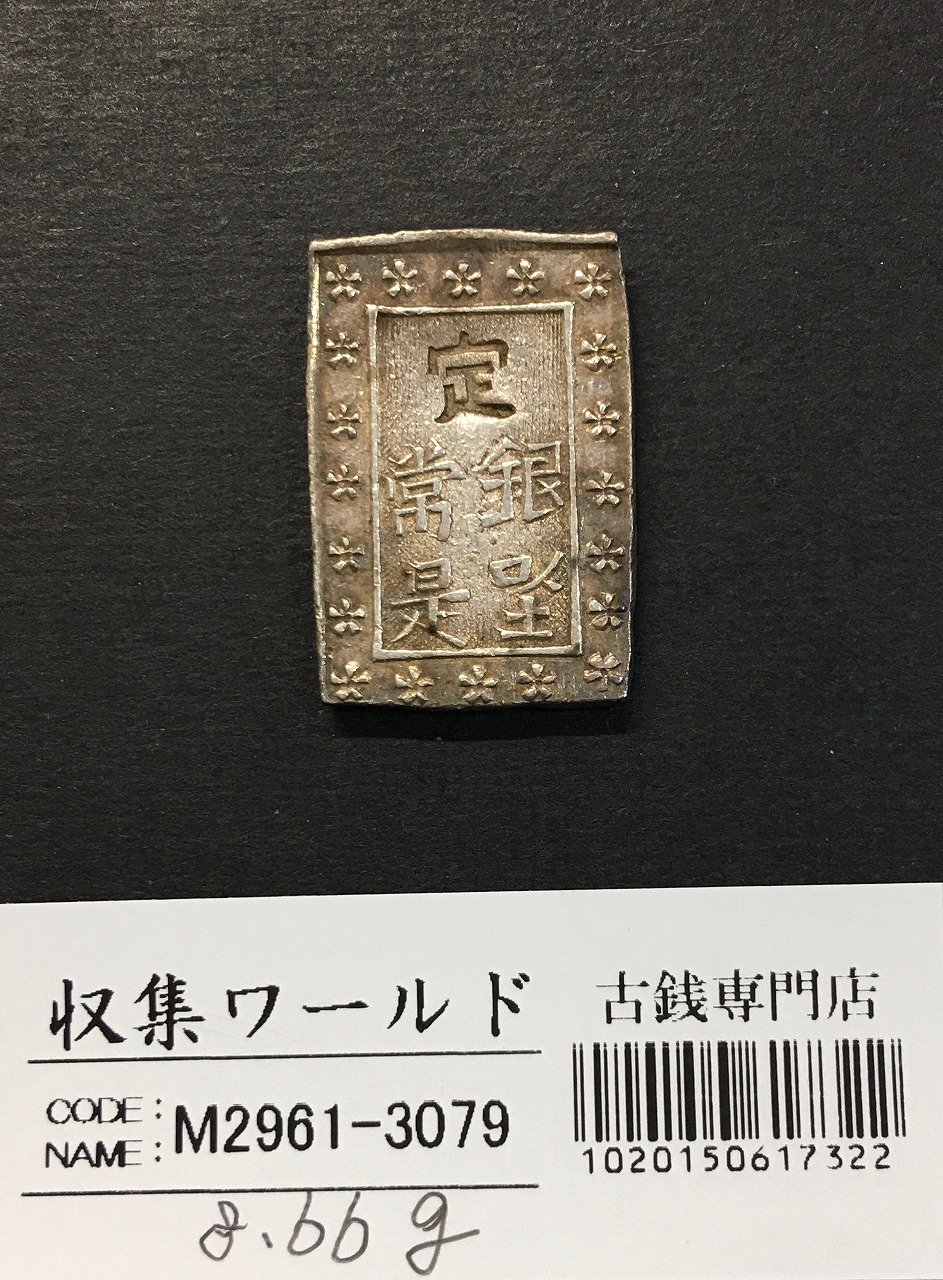 定
銀座
常是
収集ワールド
古銭専門店
CODE:
NAME:
M2961-3079
1020150617322
8.66 g